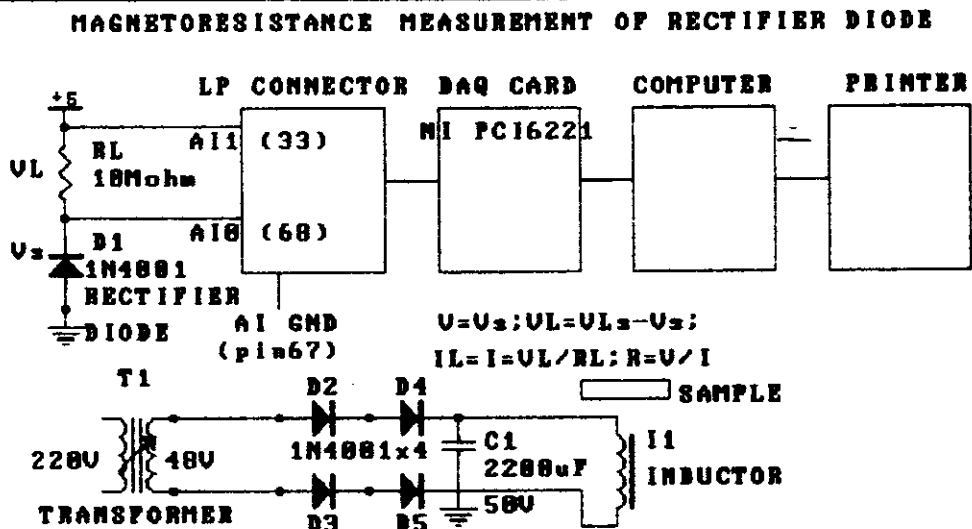 MAGNETORESISTANCE MEASUREMENT OF RECTIFIER DIODE
LP CONNECTOR DAQ CARD COMPUTER PRINTER
+5
AI1 (33)
NI PCI6221
RL
10Mohm
VL
AI0 (68)
Vs
D1
1N4001
RECTIFIER
DIODE
AI GND
(pin67)
V=Vs;VL=VLs-Vs;
IL=I=VL/RL;R=V/I
SAMPLE
T1
D2 D4
220V
48V
1N4001x4
C1
2200uF
50V
I1
INDUCTOR
TRANSFORMER
D3 D5